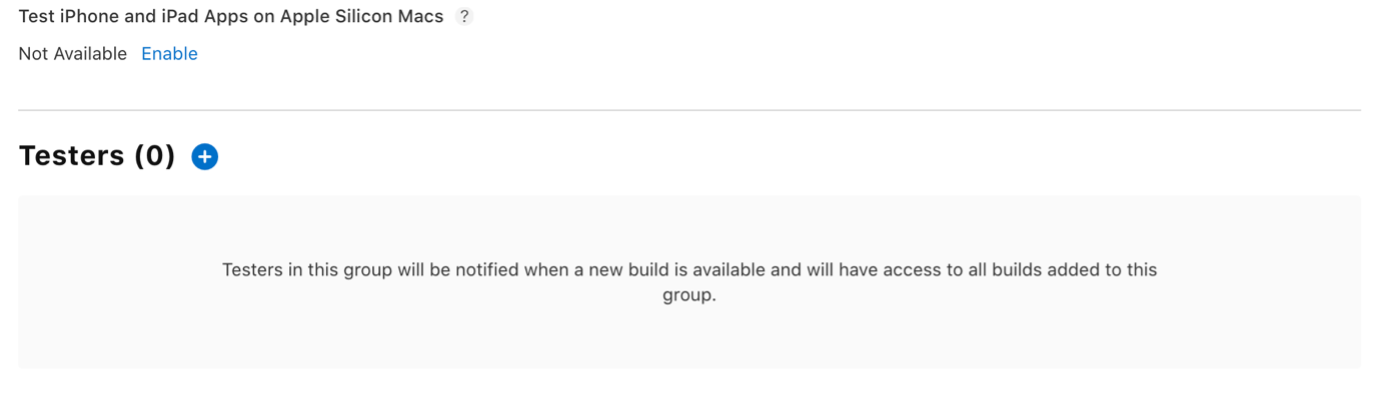 Test iPhone and iPad Apps on Apple Silicon Macs ?
Not Available Enable
Testers (0) +
Testers in this group will be notified when a new build is available and will have access to all builds added to this
group.